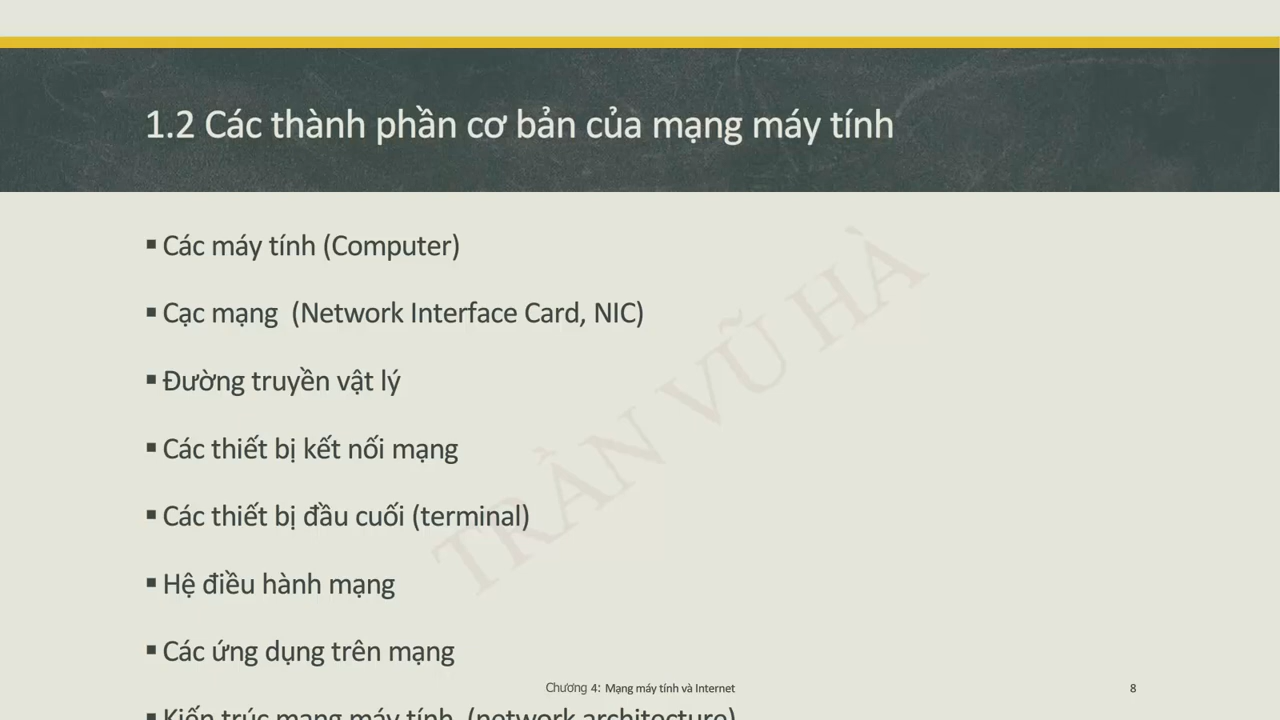 1.2 Các thành phần cơ bản của mạng máy tính
▪ Các máy tính (Computer)
▪ Cạc mạng (Network Interface Card, NIC)
▪ Đường truyền vật lý
▪ Các thiết bị kết nối mạng
▪ Các thiết bị đầu cuối (terminal)
▪ Hệ điều hành mạng
▪ Các ứng dụng trên mạng
▪ Kiến trúc mạng máy tính (network architecture)
Chương 4: Mạng máy tính và Internet
8
TRẦN VŨ HÀ